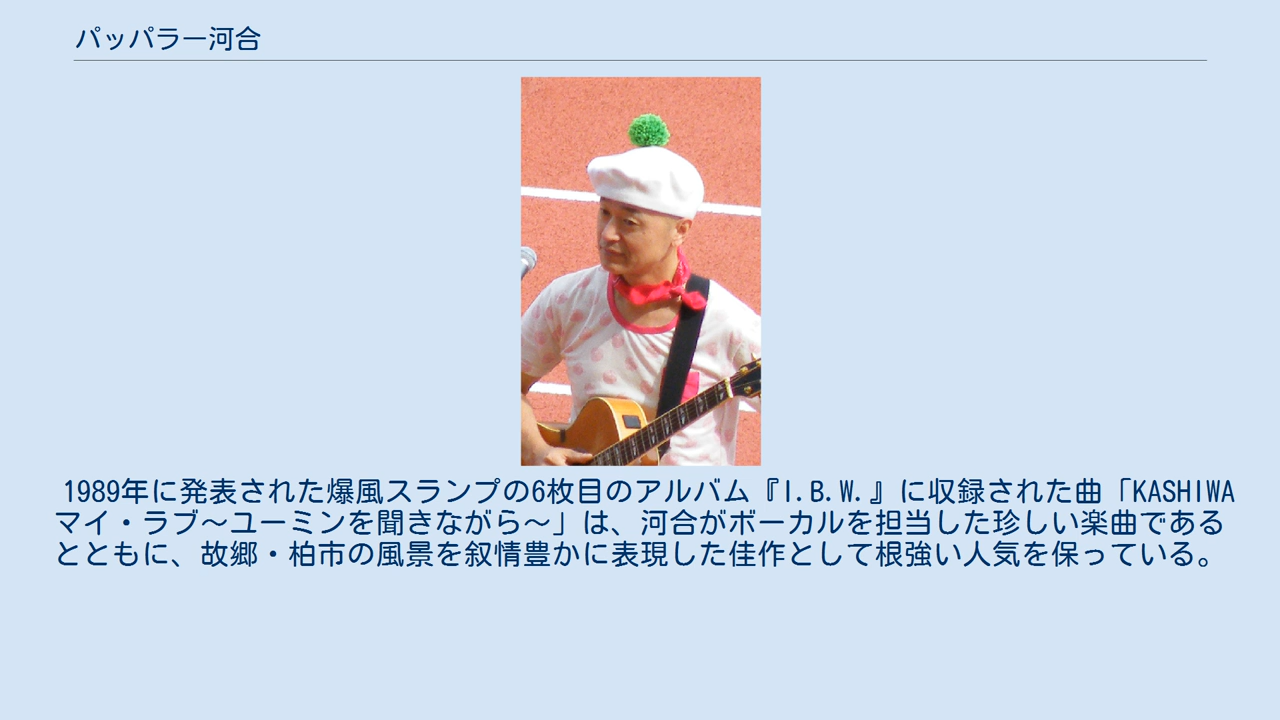 パッパラー河合
1989年に発表された爆風スランプの6枚目のアルバム『I.B.W.』に収録された曲「KASHIWA
マイ・ラブ～ユーミンを聞きながら～」は、河合がボーカルを担当した珍しい楽曲である
とともに、故郷・柏市の風景を叙情豊かに表現した佳作として根強い人気を保っている。